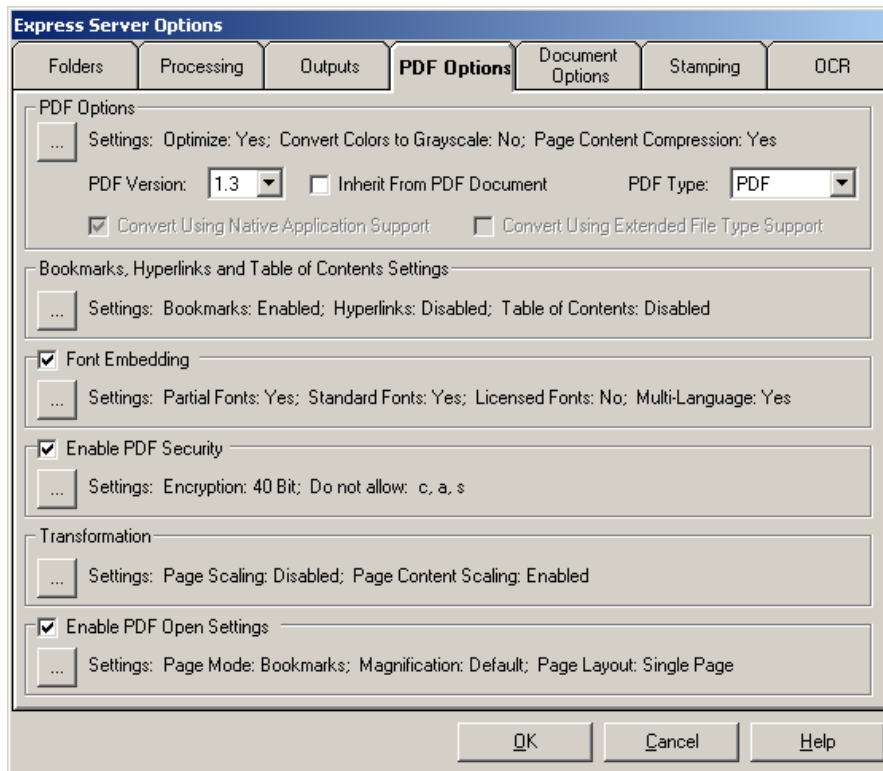 Express Server Options
Folders Processing Outputs PDF Options Document Options Stamping OCR
PDF Options
... Settings: Optimize: Yes; Convert Colors to Grayscale: No; Page Content Compression: Yes
PDF Version: 1.3 Inherit From PDF Document PDF Type: PDF
Convert Using Native Application Support Convert Using Extended File Type Support
Bookmarks, Hyperlinks and Table of Contents Settings
... Settings: Bookmarks: Enabled; Hyperlinks: Disabled; Table of Contents: Disabled
Font Embedding
... Settings: Partial Fonts: Yes; Standard Fonts: Yes; Licensed Fonts: No; Multi-Language: Yes
Enable PDF Security
... Settings: Encryption: 40 Bit; Do not allow: c, a, s
Transformation
... Settings: Page Scaling: Disabled; Page Content Scaling: Enabled
Enable PDF Open Settings
... Settings: Page Mode: Bookmarks; Magnification: Default; Page Layout: Single Page
OK Cancel Help